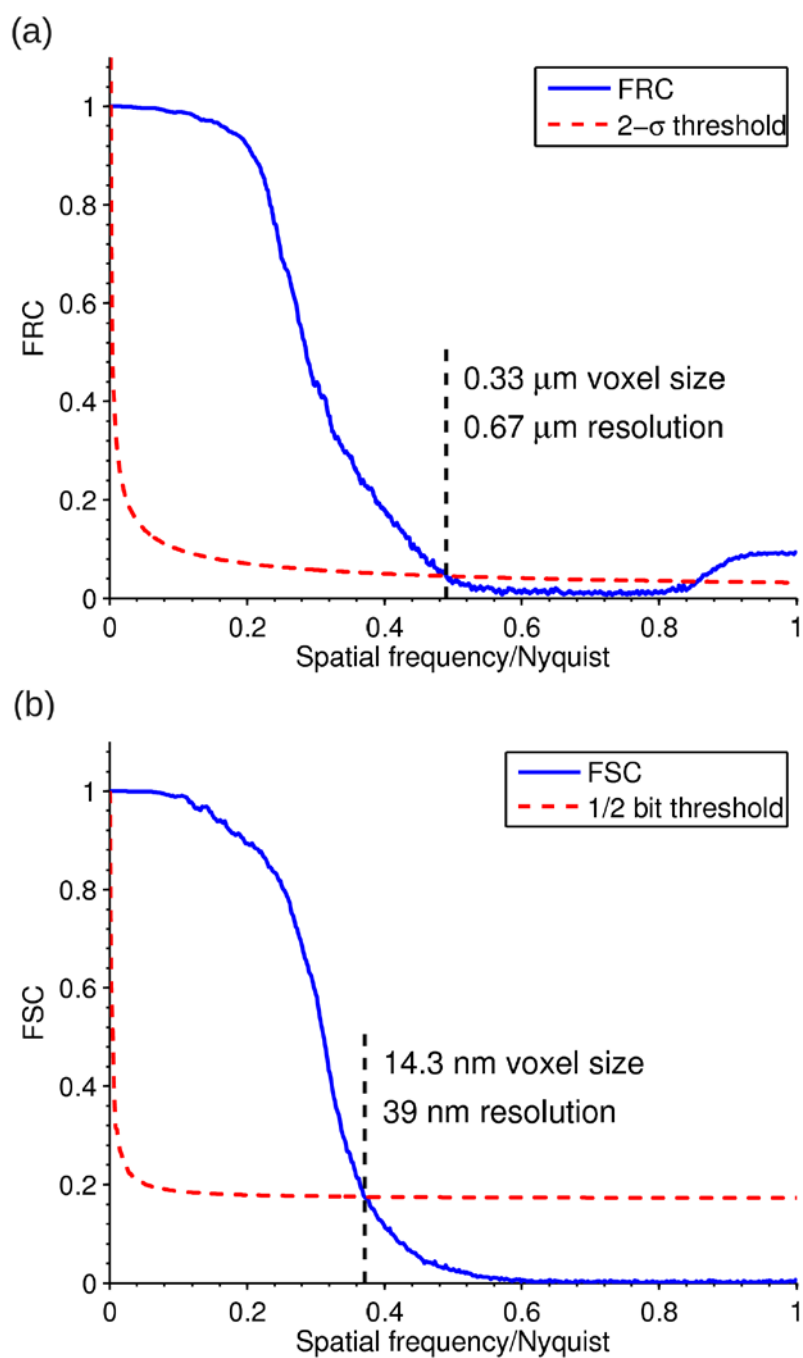 (a)
FRC
2−σ threshold
1
0.8
0.6
0.4
0.2
0
FRC
0.33 μm voxel size
0.67 μm resolution
0 0.2 0.4 0.6 0.8 1
Spatial frequency/Nyquist
(b)
FSC
1/2 bit threshold
1
0.8
0.6
0.4
0.2
0
FSC
14.3 nm voxel size
39 nm resolution
0 0.2 0.4 0.6 0.8 1
Spatial frequency/Nyquist